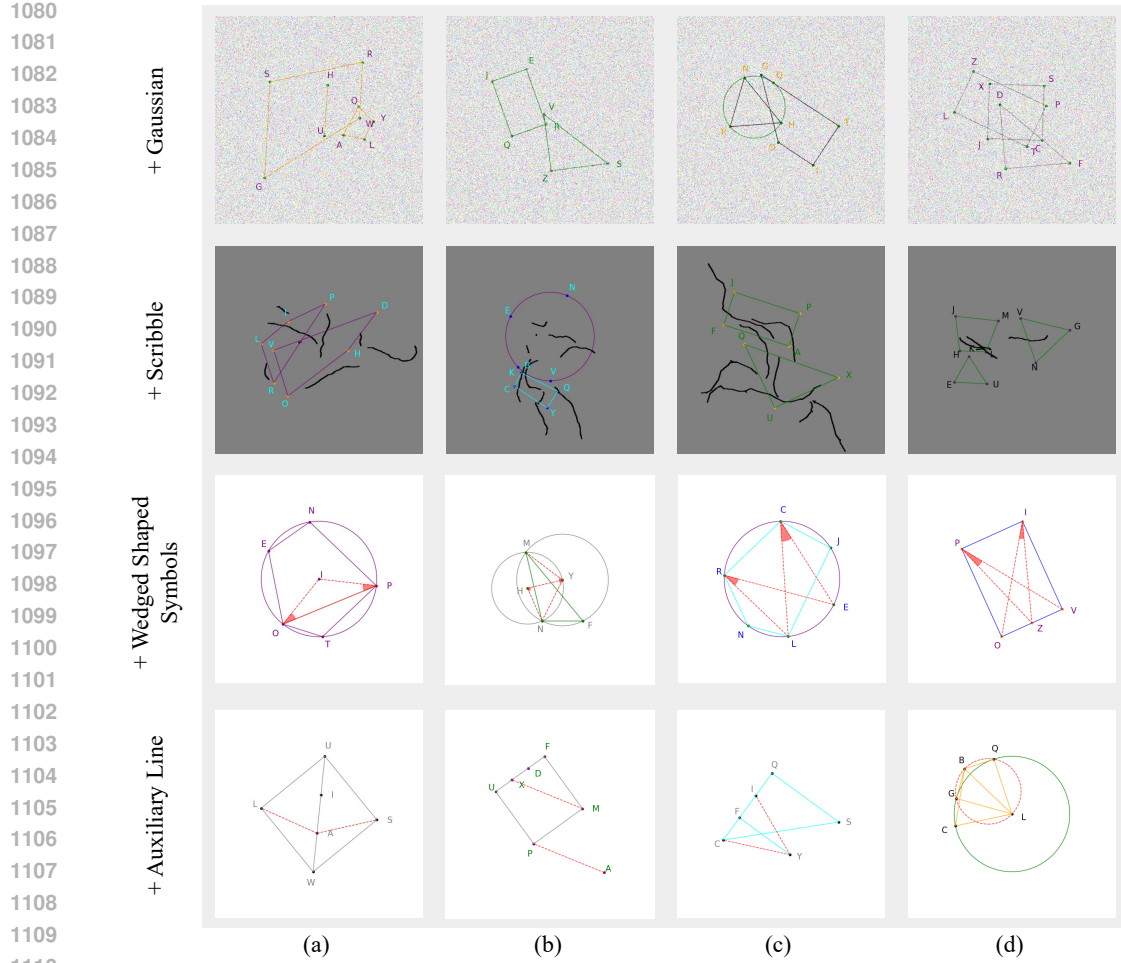 1080
1081
1082
1083
1084
1085
1086
1087
1088
1089
1090
1091
1092
1093
1094
1095
1096
1097
1098
1099
1100
1101
1102
1103
1104
1105
1106
1107
1108
1109
+ Gaussian
S H R O W Y U A L G
J E V R Q Z S
N G H T
Z X S D P L J T C R F
+ Scribble
P D L V H R O
N E K V Q C Y
J P F Q A X U
J M V G H K N E U
+ Wedged Shaped
Symbols
N E J P O T
M Y H N F
C J R E N L
I P V Z O
+ Auxiliary Line
U L I A S W
F D U X M P A
Q I F S C Y
Q B G L C
(a) (b) (c) (d)